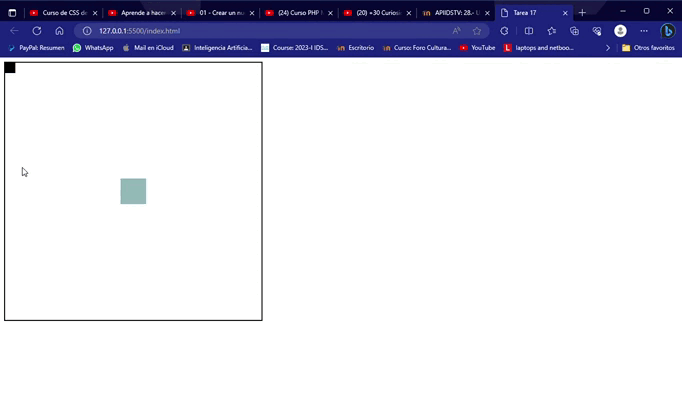 Curso de CSS de Aprende a hacer 01 - Crear un nu (24) Curso PHP (20) +30 Curios APIIDSTV: 28.- Tarea 17
127.0.0.1:5500/index.html
PayPal: Resumen WhatsApp Mail en iCloud Inteligencia Artificia... Course: 2023-I IDS... Escritorio Curso: Foro Cultura... YouTube laptops and netboo... Otros favoritos